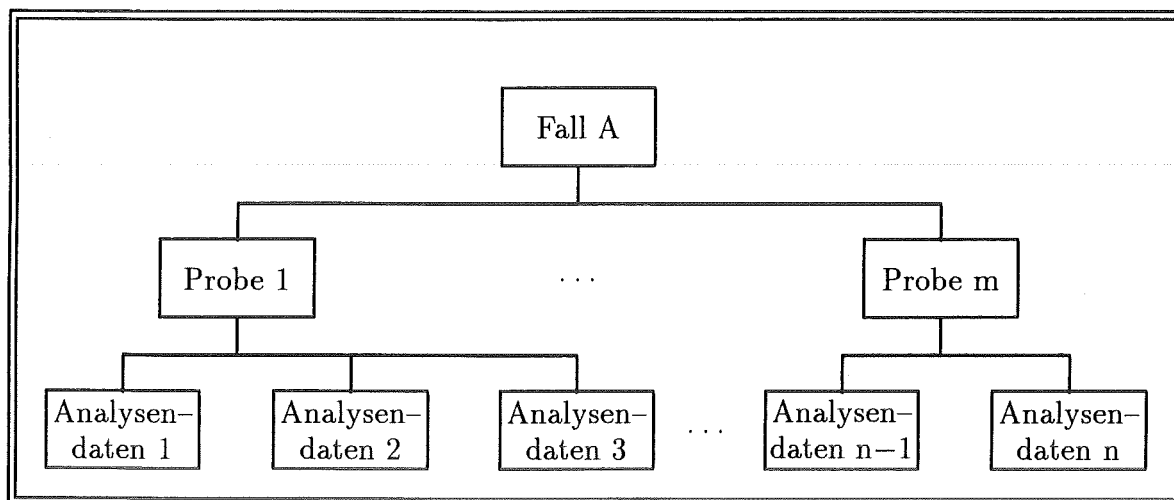 Fall A
Probe 1
. . .
Probe m
Analysen–
daten 1
Analysen–
daten 2
Analysen–
daten 3
. . .
Analysen–
daten n−1
Analysen–
daten n